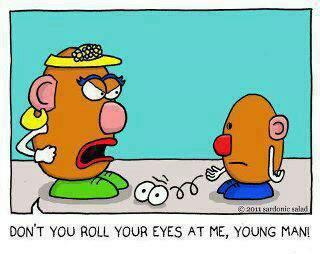 © 2011 sardonic salad
DON'T YOU ROLL YOUR EYES AT ME, YOUNG MAN!